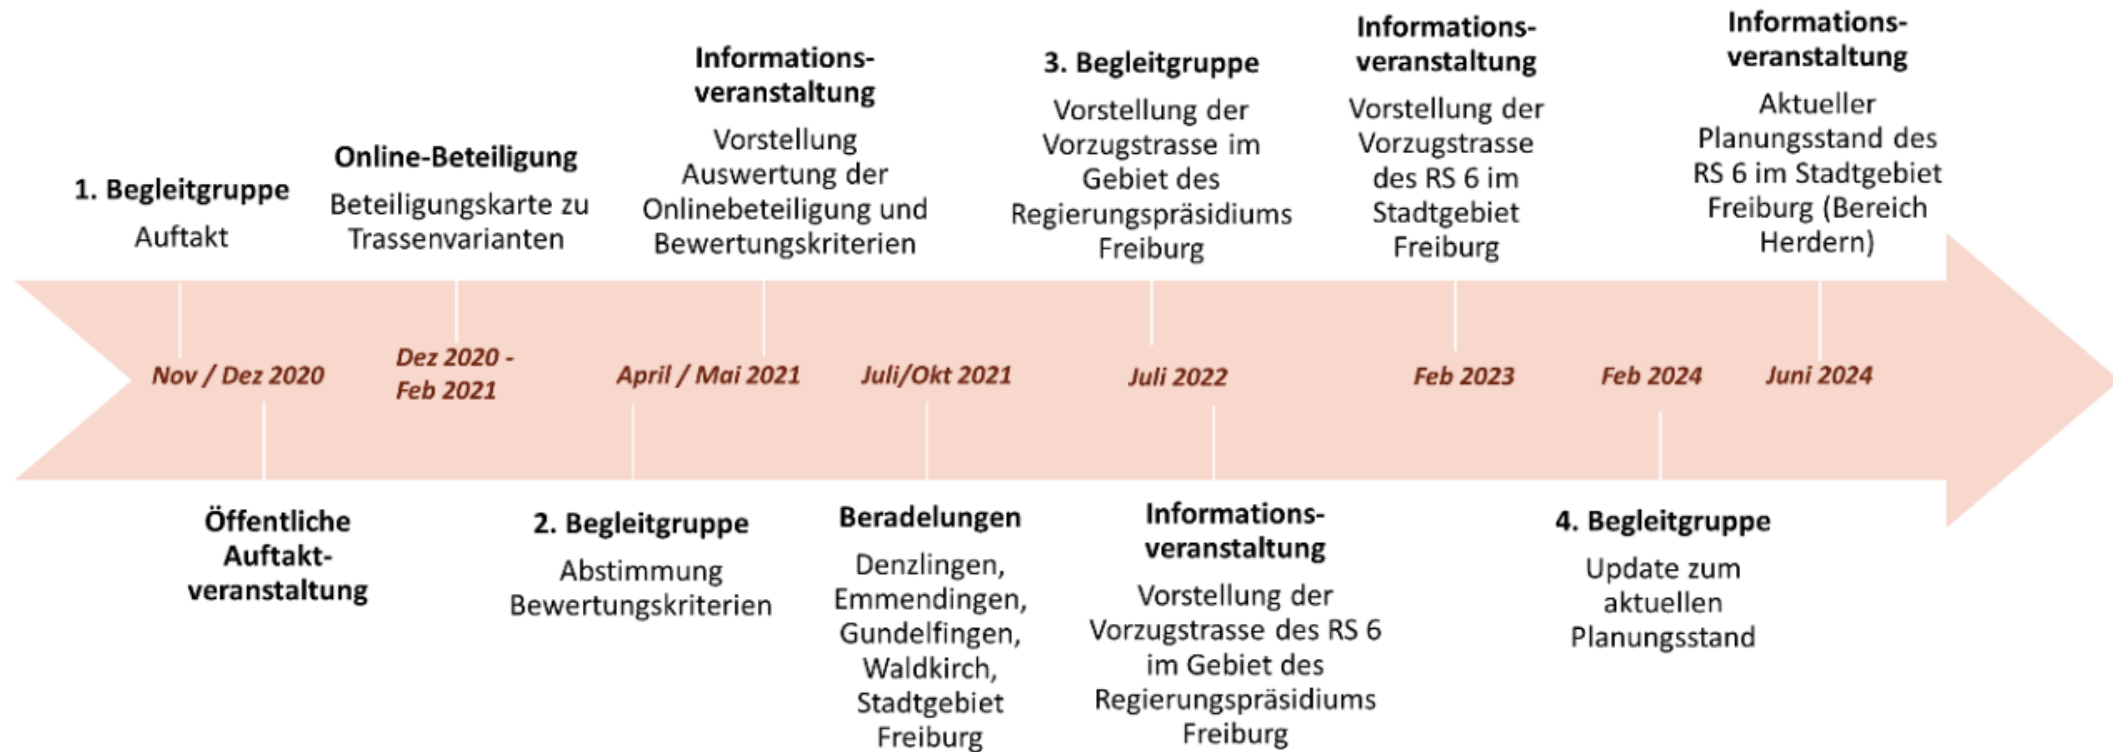 1. Begleitgruppe
Auftakt
Online-Beteiligung
Beteiligungskarte zu
Trassenvarianten
Informations-
veranstaltung
Vorstellung
Auswertung der
Onlinebeteiligung und
Bewertungskriterien
3. Begleitgruppe
Vorstellung der
Vorzugstrasse im
Gebiet des
Regierungspräsidiums
Freiburg
Informations-
veranstaltung
Vorstellung der
Vorzugstrasse
des RS 6 im
Stadtgebiet
Freiburg
Informations-
veranstaltung
Aktueller
Planungsstand des
RS 6 im Stadtgebiet
Freiburg (Bereich
Herdern)
Nov / Dez 2020
Dez 2020 -
Feb 2021
April / Mai 2021
Juli/Okt 2021
Juli 2022
Feb 2023
Feb 2024
Juni 2024
Öffentliche
Auftakt-
veranstaltung
2. Begleitgruppe
Abstimmung
Bewertungskriterien
Beradelungen
Denzlingen,
Emmendingen,
Gundelfingen,
Waldkirch,
Stadtgebiet
Freiburg
Informations-
veranstaltung
Vorstellung der
Vorzugstrasse des RS 6
im Gebiet des
Regierungspräsidiums
Freiburg
4. Begleitgruppe
Update zum
aktuellen
Planungsstand